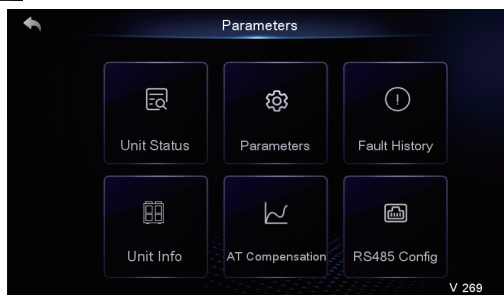 Parameters
Unit Status
Parameters
Fault History
Unit Info
AT Compensation
RS485 Config
V 269